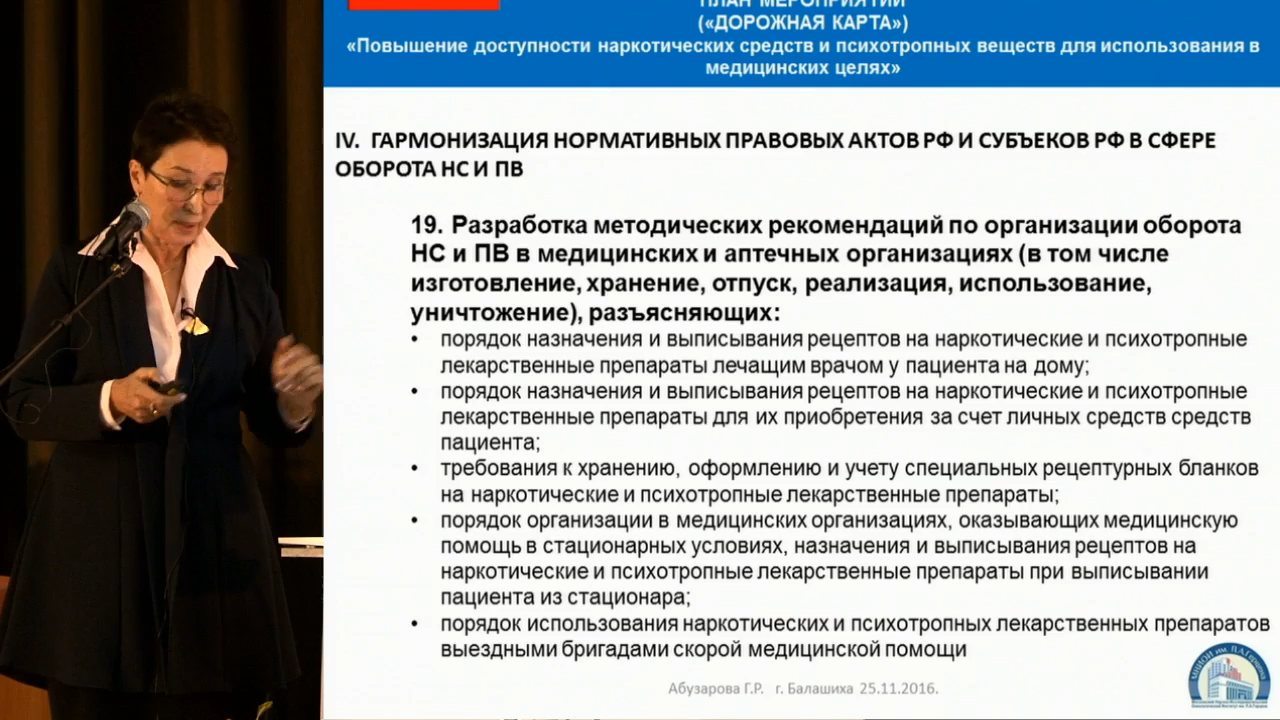 ПЛАН МЕРОПРИЯТИЙ
(«ДОРОЖНАЯ КАРТА»)
«Повышение доступности наркотических средств и психотропных веществ для использования в
медицинских целях»
IV. ГАРМОНИЗАЦИЯ НОРМАТИВНЫХ ПРАВОВЫХ АКТОВ РФ И СУБЪЕКОВ РФ В СФЕРЕ
ОБОРОТА НС И ПВ
19. Разработка методических рекомендаций по организации оборота
НС и ПВ в медицинских и аптечных организациях (в том числе
изготовление, хранение, отпуск, реализация, использование,
уничтожение), разъясняющих:
• порядок назначения и выписывания рецептов на наркотические и психотропные
лекарственные препараты лечащим врачом у пациента на дому;
• порядок назначения и выписывания рецептов на наркотические и психотропные
лекарственные препараты для их приобретения за счет личных средств средств
пациента;
• требования к хранению, оформлению и учету специальных рецептурных бланков
на наркотические и психотропные лекарственные препараты;
• порядок организации в медицинских организациях, оказывающих медицинскую
помощь в стационарных условиях, назначения и выписывания рецептов на
наркотические и психотропные лекарственные препараты при выписывании
пациента из стационара;
• порядок использования наркотических и психотропных лекарственных препаратов
выездными бригадами скорой медицинской помощи
Абузарова Г.Р. г. Балашиха 25.11.2016.
МНИОИ им. П.А.Герцена